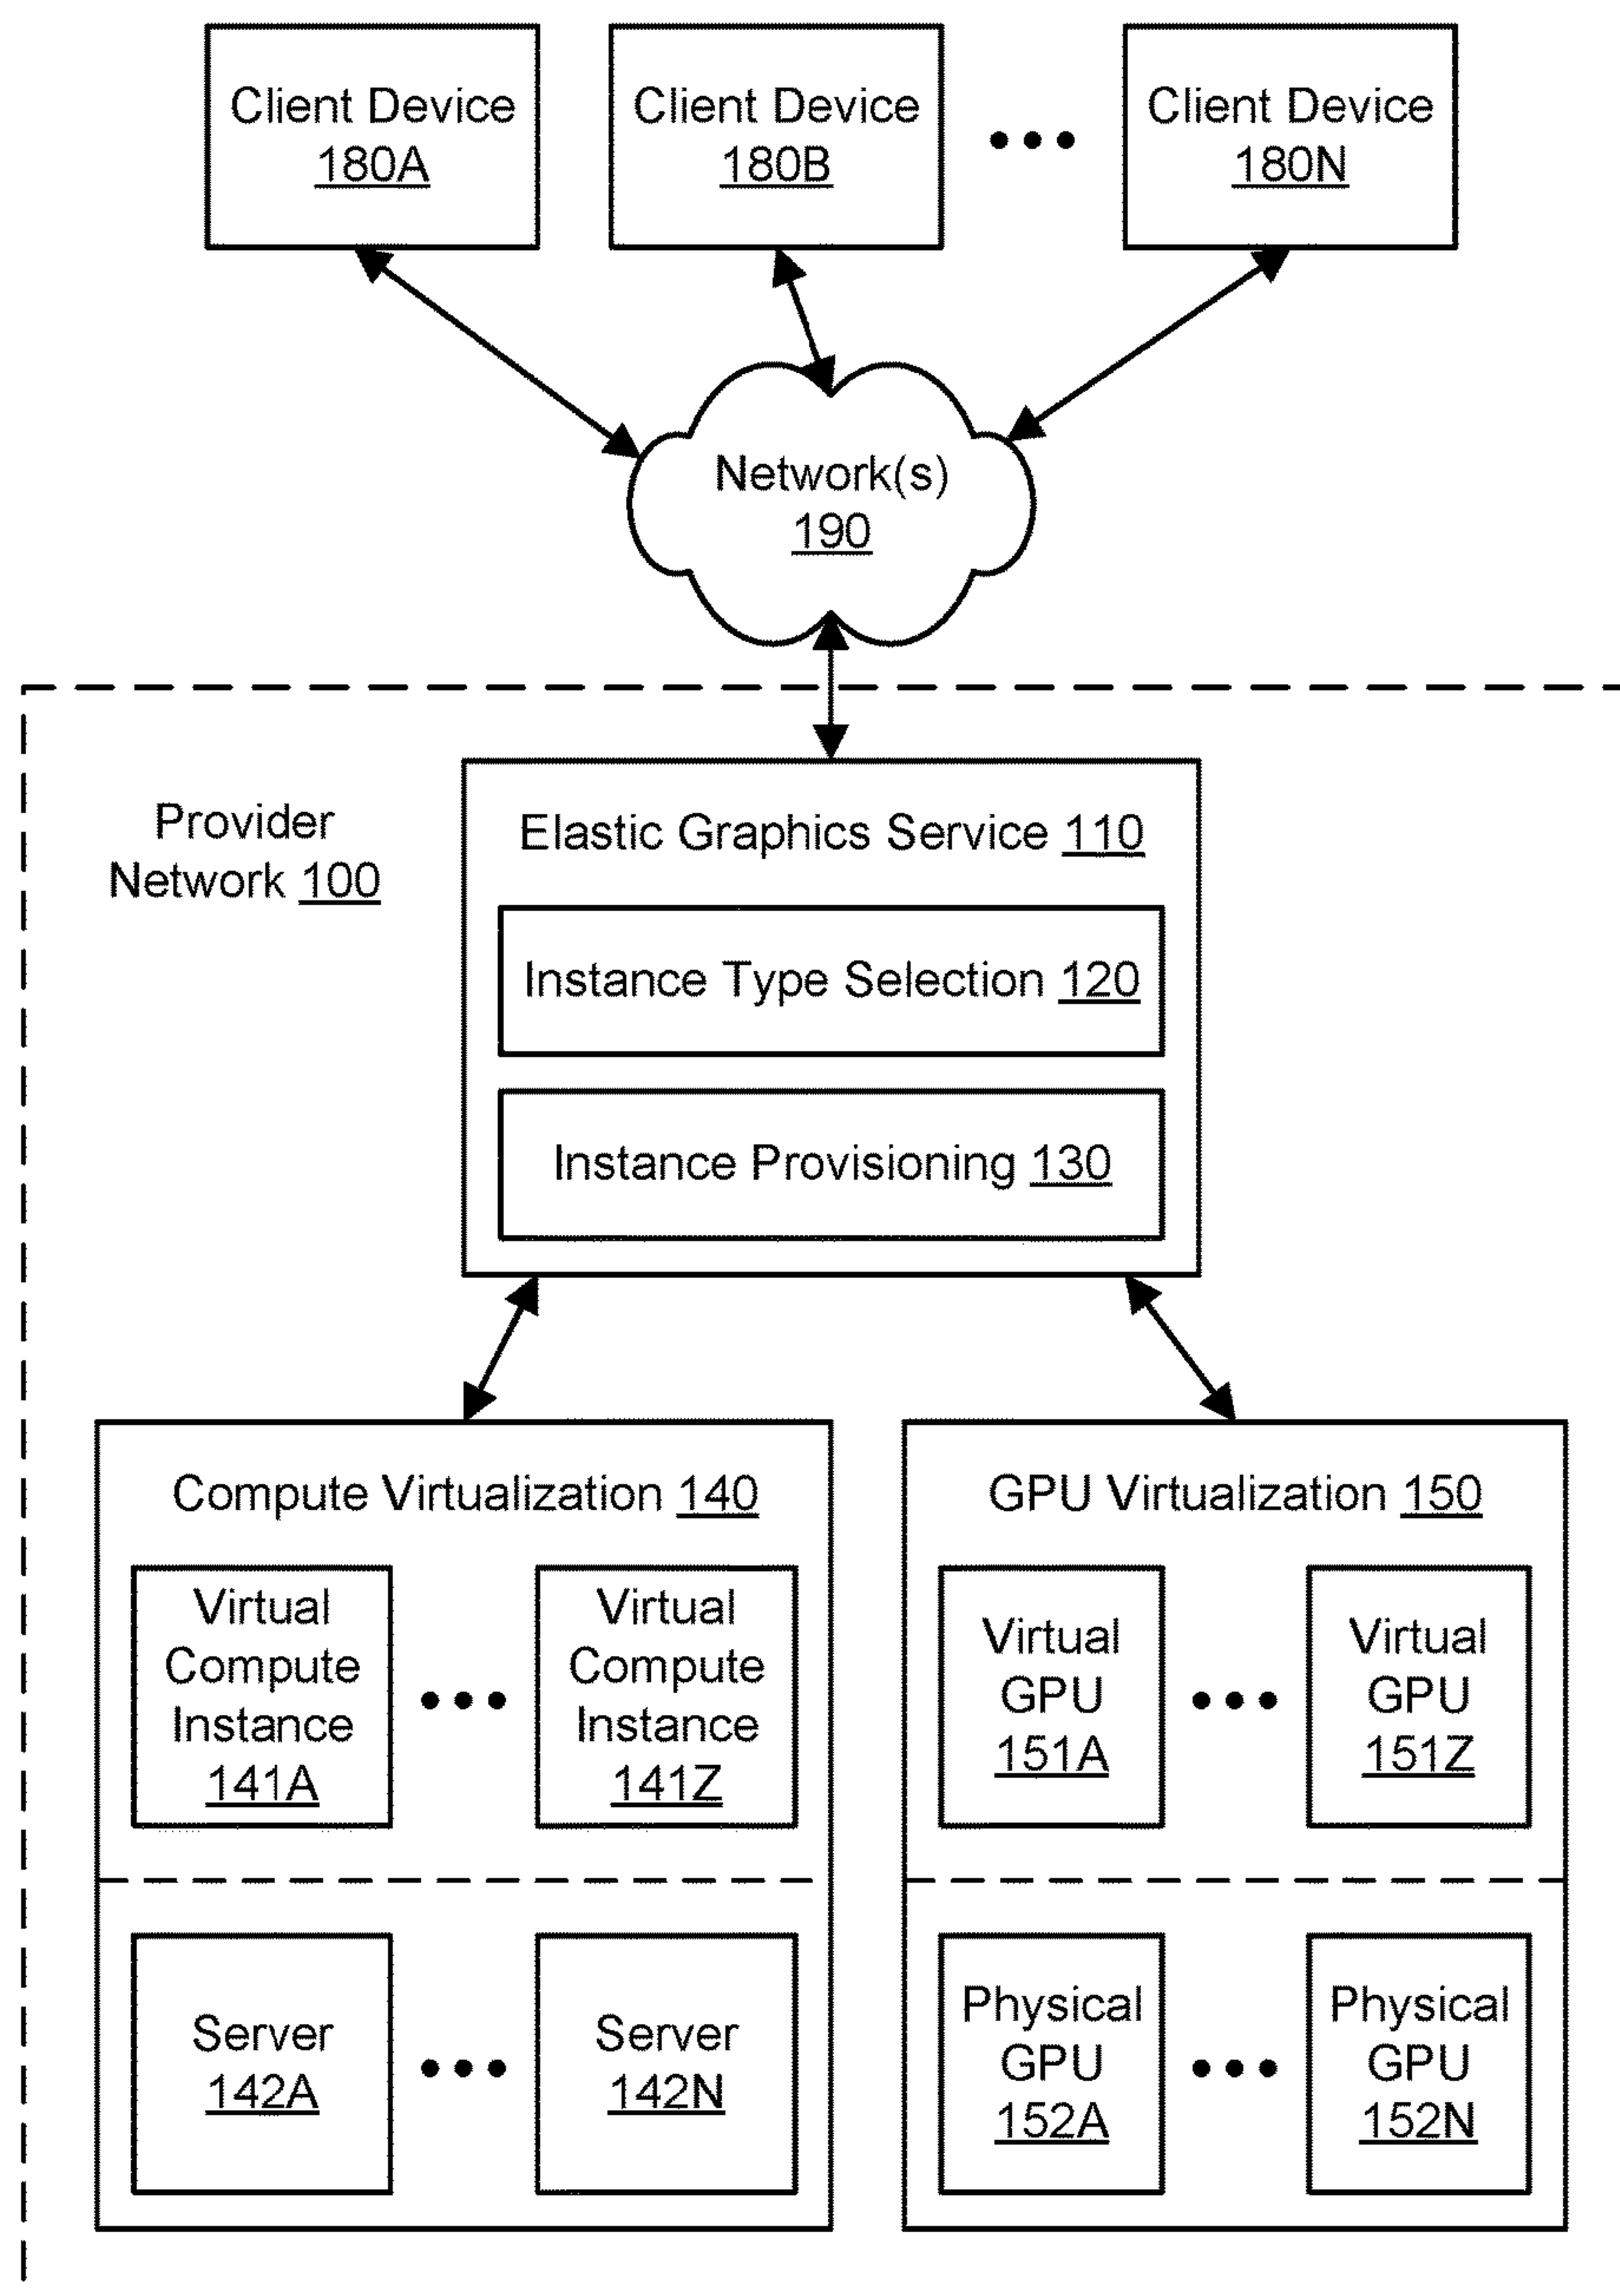 Client Device
180A
Client Device
180B
Client Device
180N
Network(s)
190
Provider
Network 100
Elastic Graphics Service 110
Instance Type Selection 120
Instance Provisioning 130
Compute Virtualization 140
Virtual
Compute
Instance
141A
Virtual
Compute
Instance
141Z
Server
142A
Server
142N
GPU Virtualization 150
Virtual
GPU
151A
Virtual
GPU
151Z
Physical
GPU
152A
Physical
GPU
152N